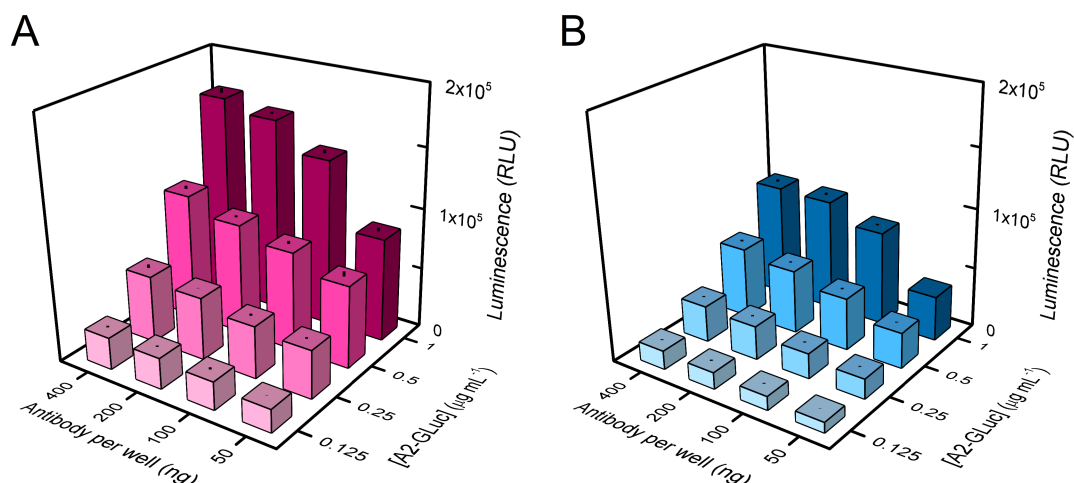 A
2x10⁵
1x10⁵
0
Luminescence (RLU)
400
200
100
50
Antibody per well (ng)
1
0.5
0.25
0.125
[A2-GLuc] (µg mL⁻¹)
B
2x10⁵
1x10⁵
0
Luminescence (RLU)
400
200
100
50
Antibody per well (ng)
1
0.5
0.25
0.125
[A2-GLuc] (µg mL⁻¹)